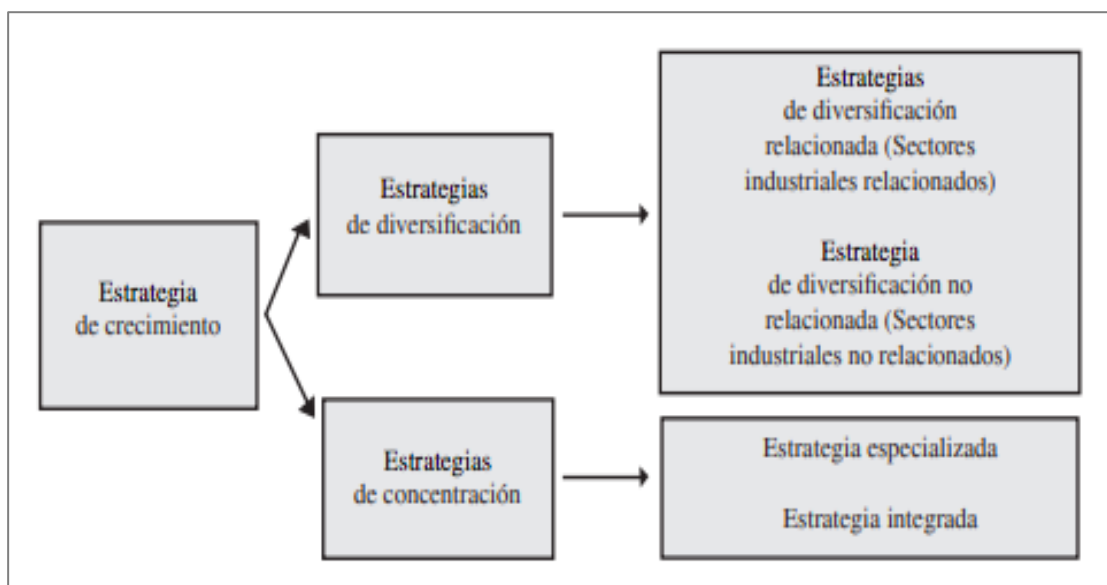 Estrategia
de crecimiento
Estrategias
de diversificación
Estrategias
de diversificación
relacionada (Sectores
industriales relacionados)
Estrategia
de diversificación no
relacionada (Sectores
industriales no relacionados)
Estrategias
de concentración
Estrategia especializada
Estrategia integrada